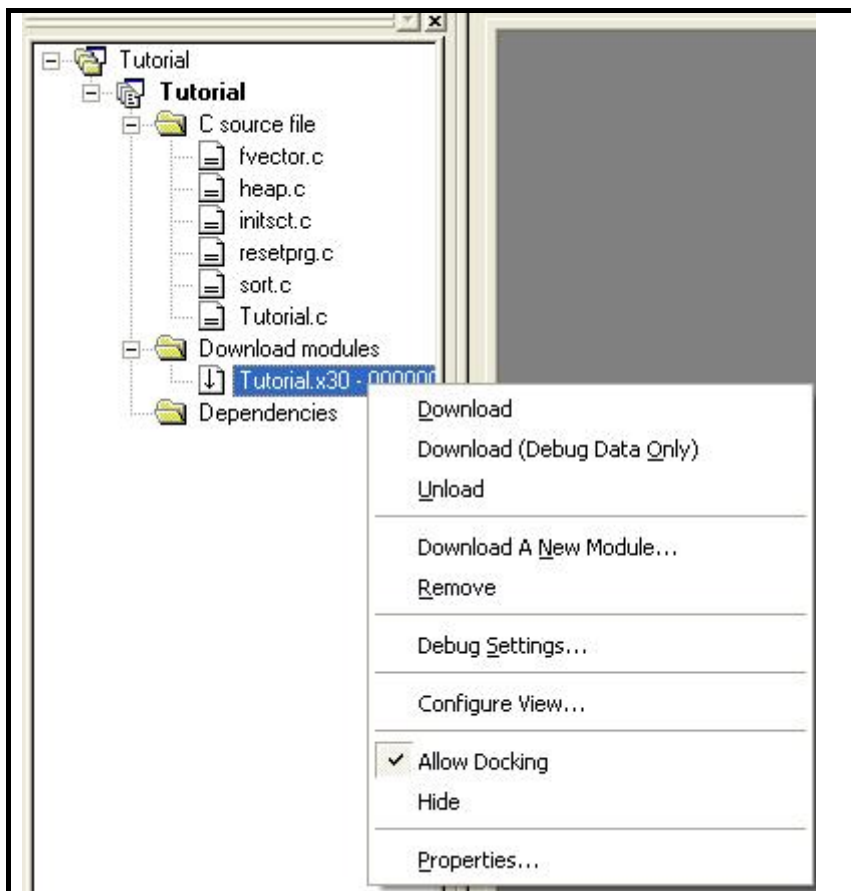 Tutorial
Tutorial
C source file
fvector.c
heap.c
initsct.c
resetprg.c
sort.c
Tutorial.c
Download modules
Tutorial.x30 - 000000
Dependencies
Download
Download (Debug Data Only)
Unload
Download A New Module...
Remove
Debug Settings...
Configure View...
Allow Docking
Hide
Properties...